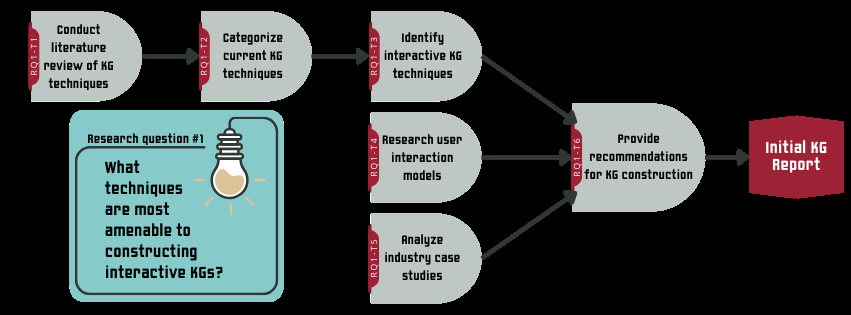 RQ1-T1
Conduct
literature
review of KG
techniques
RQ1-T2
Categorize
current KG
techniques
RQ1-T3
Identify
interactive KG
techniques
RQ1-T4
Research user
interaction
models
RQ1-T5
Analyze
industry case
studies
RQ1-T6
Provide
recommendations
for KG construction
Initial KG
Report
Research question #1
What
techniques
are most
amenable to
constructing
interactive KGs?